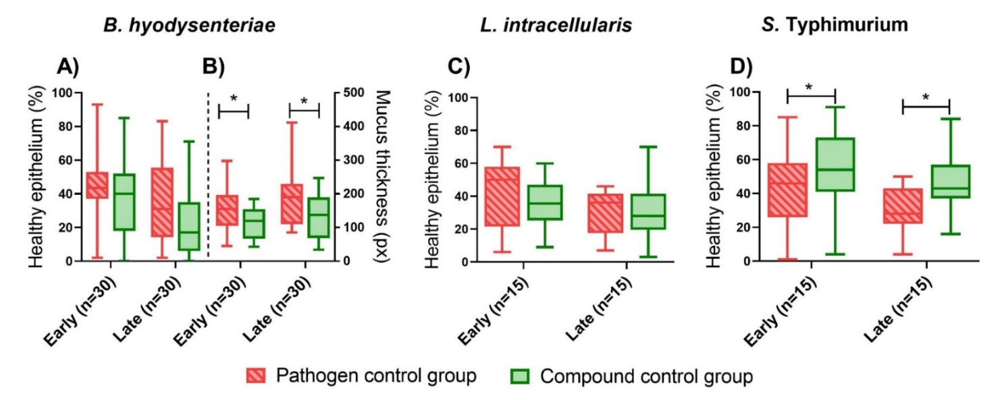 B. hyodysenteriae
L. intracellularis
S. Typhimurium
A)
B)
C)
D)
Healthy epithelium (%)
100
80
60
40
20
0
Early (n=30)
Late (n=30)
*
*
500
400
300
200
100
0
Mucus thickness (px)
Early (n=30)
Late (n=30)
Healthy epithelium (%)
100
80
60
40
20
0
Early (n=15)
Late (n=15)
Healthy epithelium (%)
100
80
60
40
20
0
*
*
Early (n=15)
Late (n=15)
Pathogen control group
Compound control group